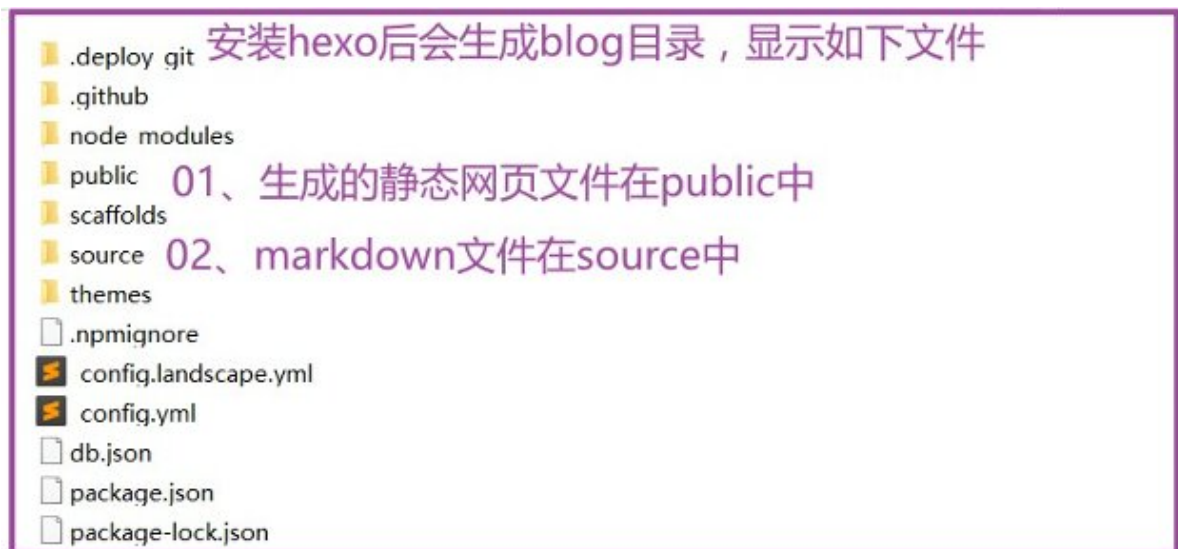 .deploy git 安装hexo后会生成blog目录，显示如下文件
.github
node modules
public 01、生成的静态网页文件在public中
scaffolds
source 02、markdown文件在source中
themes
.npmignore
config.landscape.yml
config.yml
db.json
package.json
package-lock.json